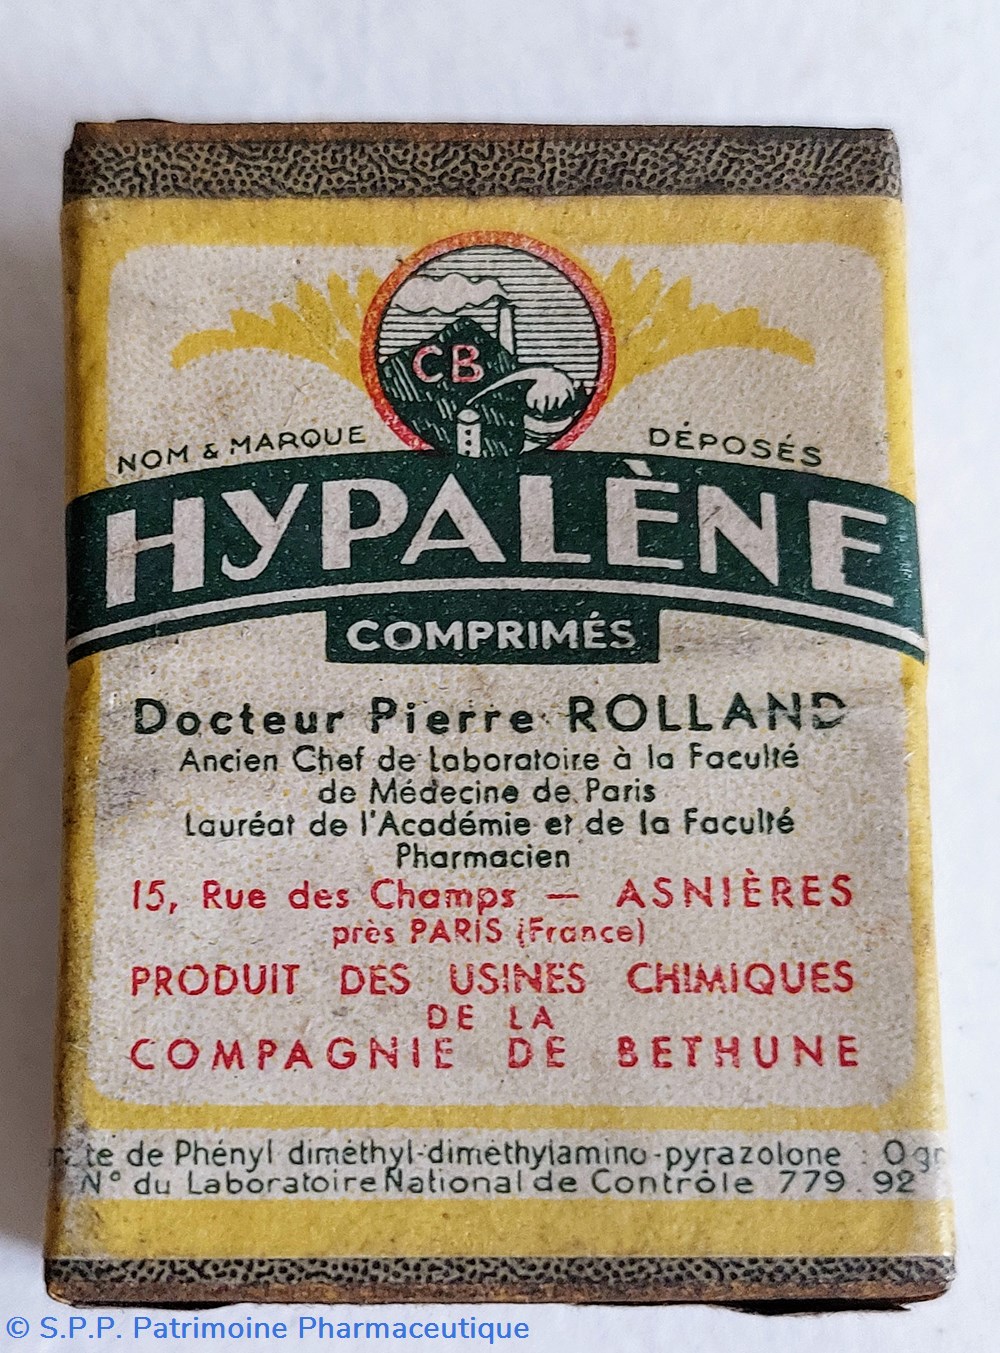 CB
NOM & MARQUE DÉPOSÉS
HYPALÈNE
COMPRIMÉS
Docteur Pierre ROLLAND
Ancien Chef de Laboratoire à la Faculté
de Médecine de Paris
Lauréat de l'Académie et de la Faculté
Pharmacien
15, Rue des Champs — ASNIÈRES
près PARIS (France)
PRODUIT DES USINES CHIMIQUES
DE LA
COMPAGNIE DE BETHUNE
de Phényl diméthyl-diméthylamino-pyrazolone : 0gr
N° du Laboratoire National de Contrôle 779.92
© S.P.P. Patrimoine Pharmaceutique